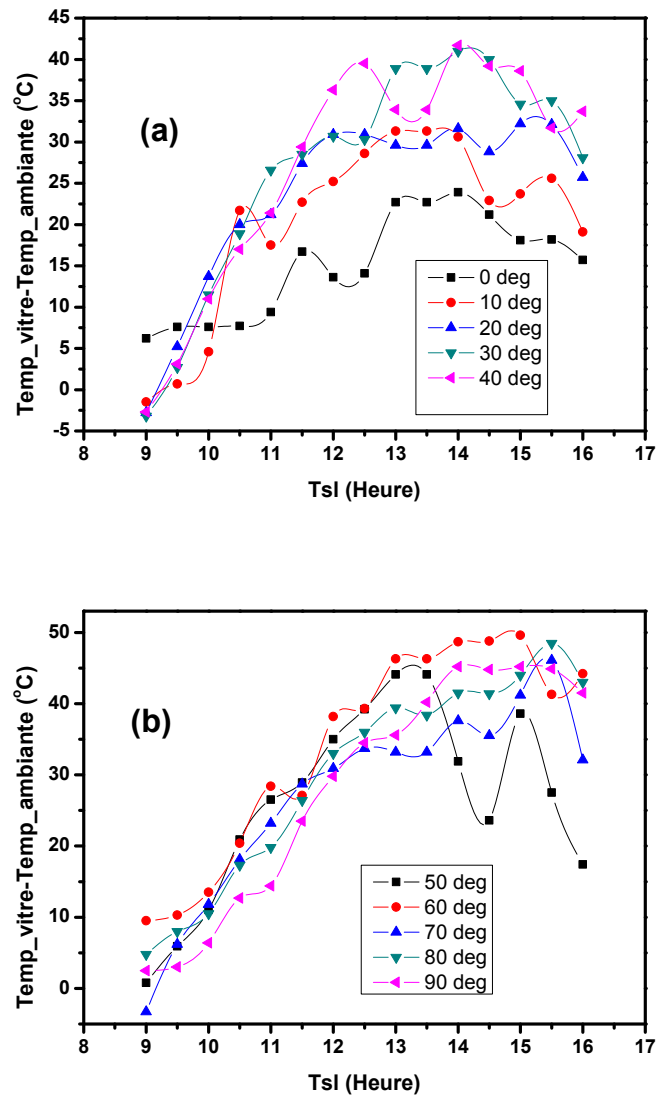 45
40
35
30
25
20
15
10
5
0
-5
Temp_vitre-Temp_ambiante (°C)
(a)
0 deg
10 deg
20 deg
30 deg
40 deg
8 9 10 11 12 13 14 15 16 17
Tsl (Heure)
50
40
30
20
10
0
Temp_vitre-Temp_ambiante (°C)
(b)
50 deg
60 deg
70 deg
80 deg
90 deg
8 9 10 11 12 13 14 15 16 17
Tsl (Heure)